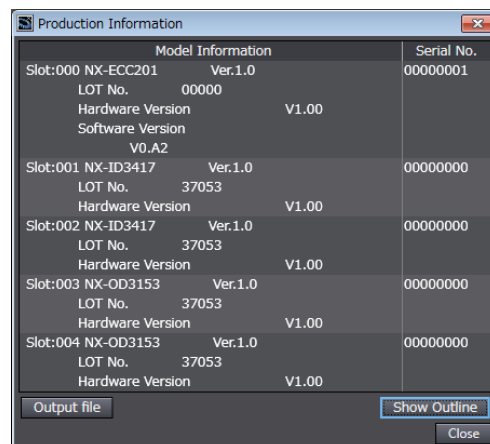 Production Information
Model Information Serial No.
Slot:000 NX-ECC201 Ver.1.0 00000001
LOT No. 00000
Hardware Version V1.00
Software Version
V0.A2
Slot:001 NX-ID3417 Ver.1.0 00000000
LOT No. 37053
Hardware Version V1.00
Slot:002 NX-ID3417 Ver.1.0 00000000
LOT No. 37053
Hardware Version V1.00
Slot:003 NX-OD3153 Ver.1.0 00000000
LOT No. 37053
Hardware Version V1.00
Slot:004 NX-OD3153 Ver.1.0 00000000
LOT No. 37053
Hardware Version V1.00
Output file Show Outline
Close